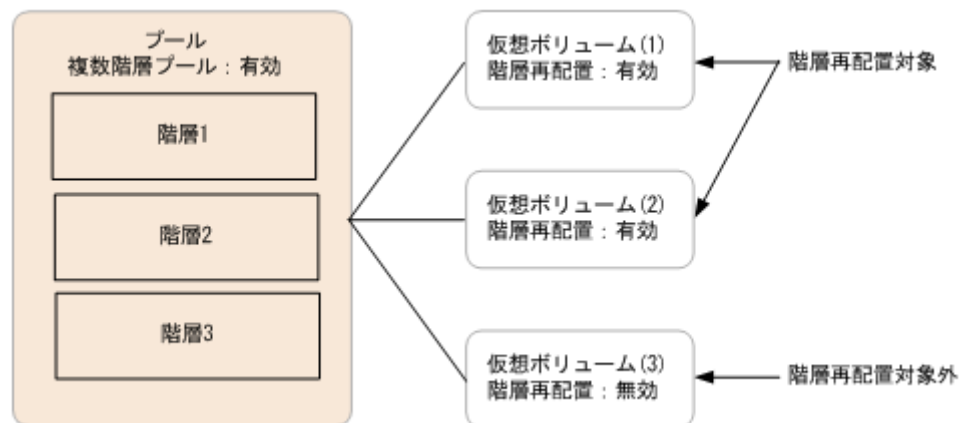 プール
複数階層プール：有効
階層1
階層2
階層3
仮想ボリューム(1)
階層再配置：有効
仮想ボリューム(2)
階層再配置：有効
仮想ボリューム(3)
階層再配置：無効
階層再配置対象
階層再配置対象外